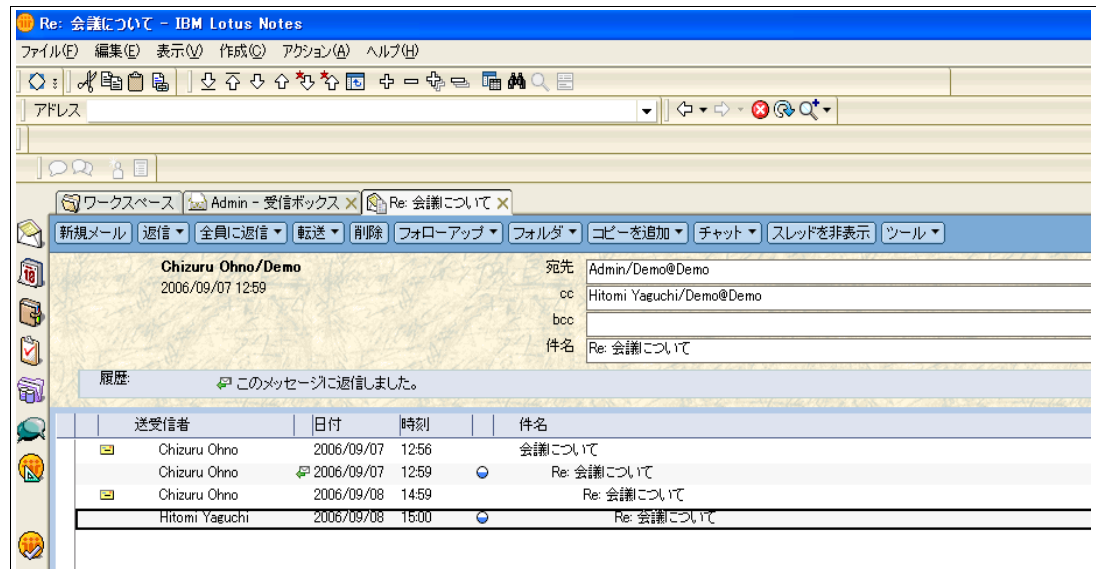 Re: 会議について - IBM Lotus Notes
ファイル(F) 編集(E) 表示(V) 作成(C) アクション(A) ヘルプ(H)
アドレス
ワークスペース Admin - 受信ボックス Re: 会議について
新規メール 返信 全員に返信 転送 削除 フォローアップ フォルダ コピーを追加 チャット スレッドを非表示 ツール
Chizuru Ohno/Demo 宛先 Admin/Demo@Demo
2006/09/07 12:59 cc Hitomi Yaguchi/Demo@Demo
bcc
件名 Re: 会議について
履歴: このメッセージに返信しました。
送受信者 日付 時刻 件名
Chizuru Ohno 2006/09/07 12:56 会議について
Chizuru Ohno 2006/09/07 12:59 Re: 会議について
Chizuru Ohno 2006/09/08 14:59 Re: 会議について
Hitomi Yaguchi 2006/09/08 15:00 Re: 会議について